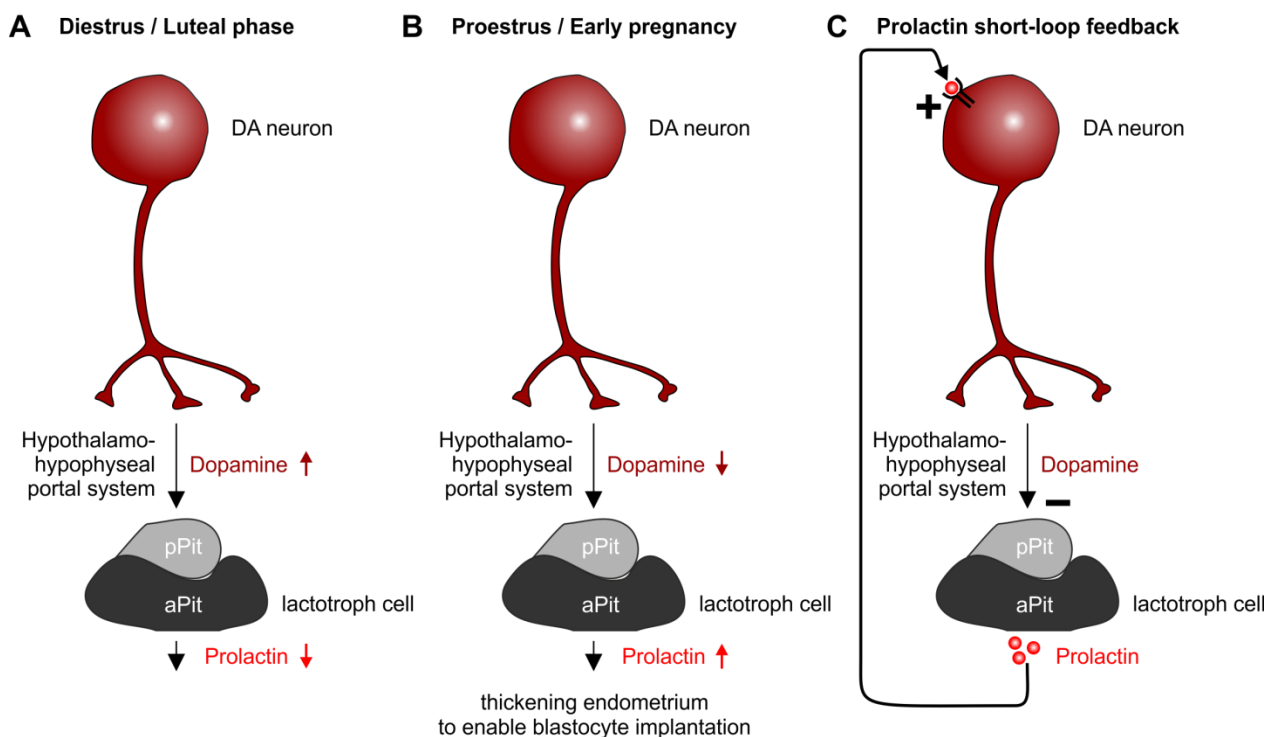 A Diestrus / Luteal phase
DA neuron
Hypothalamo-
hypophyseal
portal system
Dopamine ↑
pPit
aPit
lactotroph cell
Prolactin ↓
B Proestrus / Early pregnancy
DA neuron
Hypothalamo-
hypophyseal
portal system
Dopamine ↓
pPit
aPit
lactotroph cell
Prolactin ↑
thickening endometrium
to enable blastocyte implantation
C Prolactin short-loop feedback
+
DA neuron
Hypothalamo-
hypophyseal
portal system
Dopamine
−
pPit
aPit
lactotroph cell
Prolactin